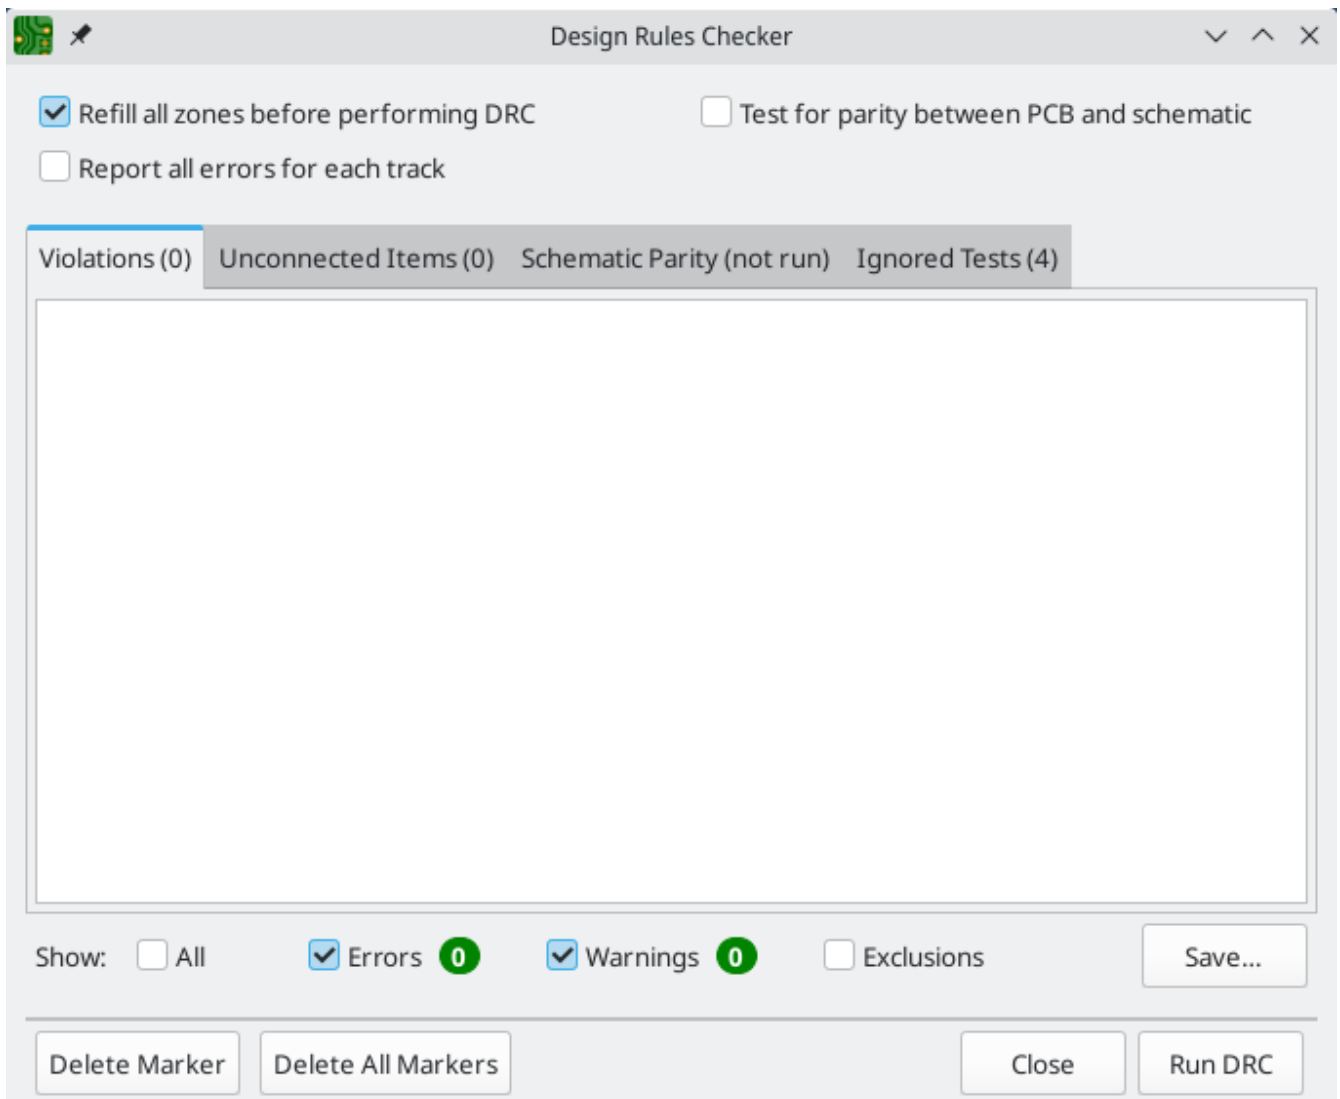 Design Rules Checker
Refill all zones before performing DRC
Test for parity between PCB and schematic
Report all errors for each track
Violations (0) Unconnected Items (0) Schematic Parity (not run) Ignored Tests (4)
Show: All Errors 0 Warnings 0 Exclusions Save...
Delete Marker Delete All Markers Close Run DRC